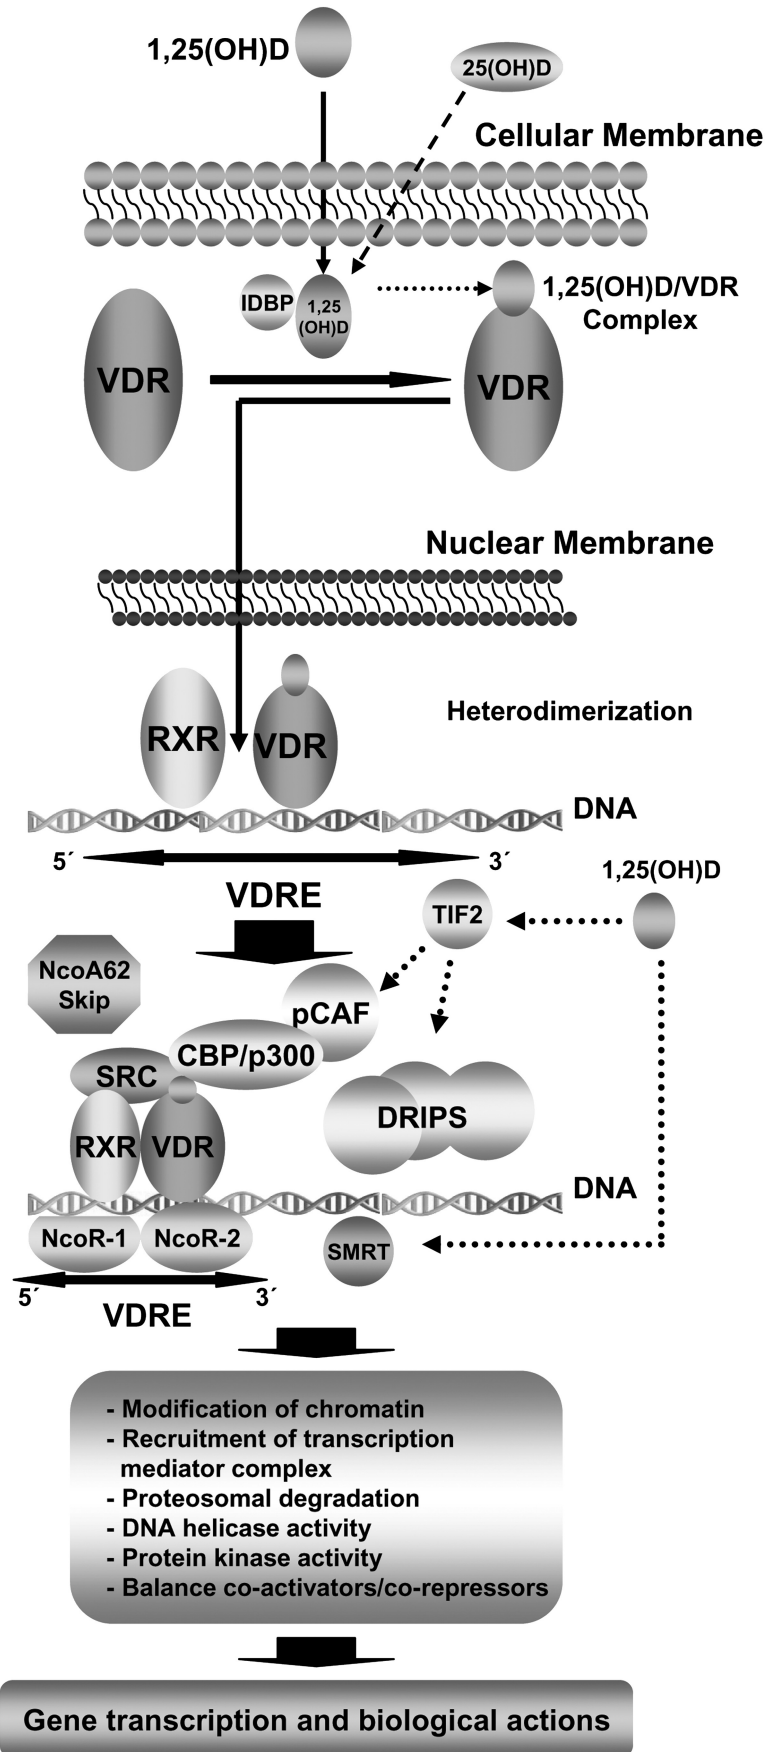 1,25(OH)D
25(OH)D
Cellular Membrane
IDBP
1,25
(OH)D
1,25(OH)D/VDR
Complex
VDR
VDR
Nuclear Membrane
RXR
VDR
Heterodimerization
DNA
5´
3´
VDRE
1,25(OH)D
TIF2
NcoA62
Skip
pCAF
CBP/p300
SRC
DRIPS
RXR
VDR
DNA
NcoR-1
NcoR-2
SMRT
5´
3´
VDRE
- Modification of chromatin
- Recruitment of transcription
mediator complex
- Proteosomal degradation
- DNA helicase activity
- Protein kinase activity
- Balance co-activators/co-repressors
Gene transcription and biological actions